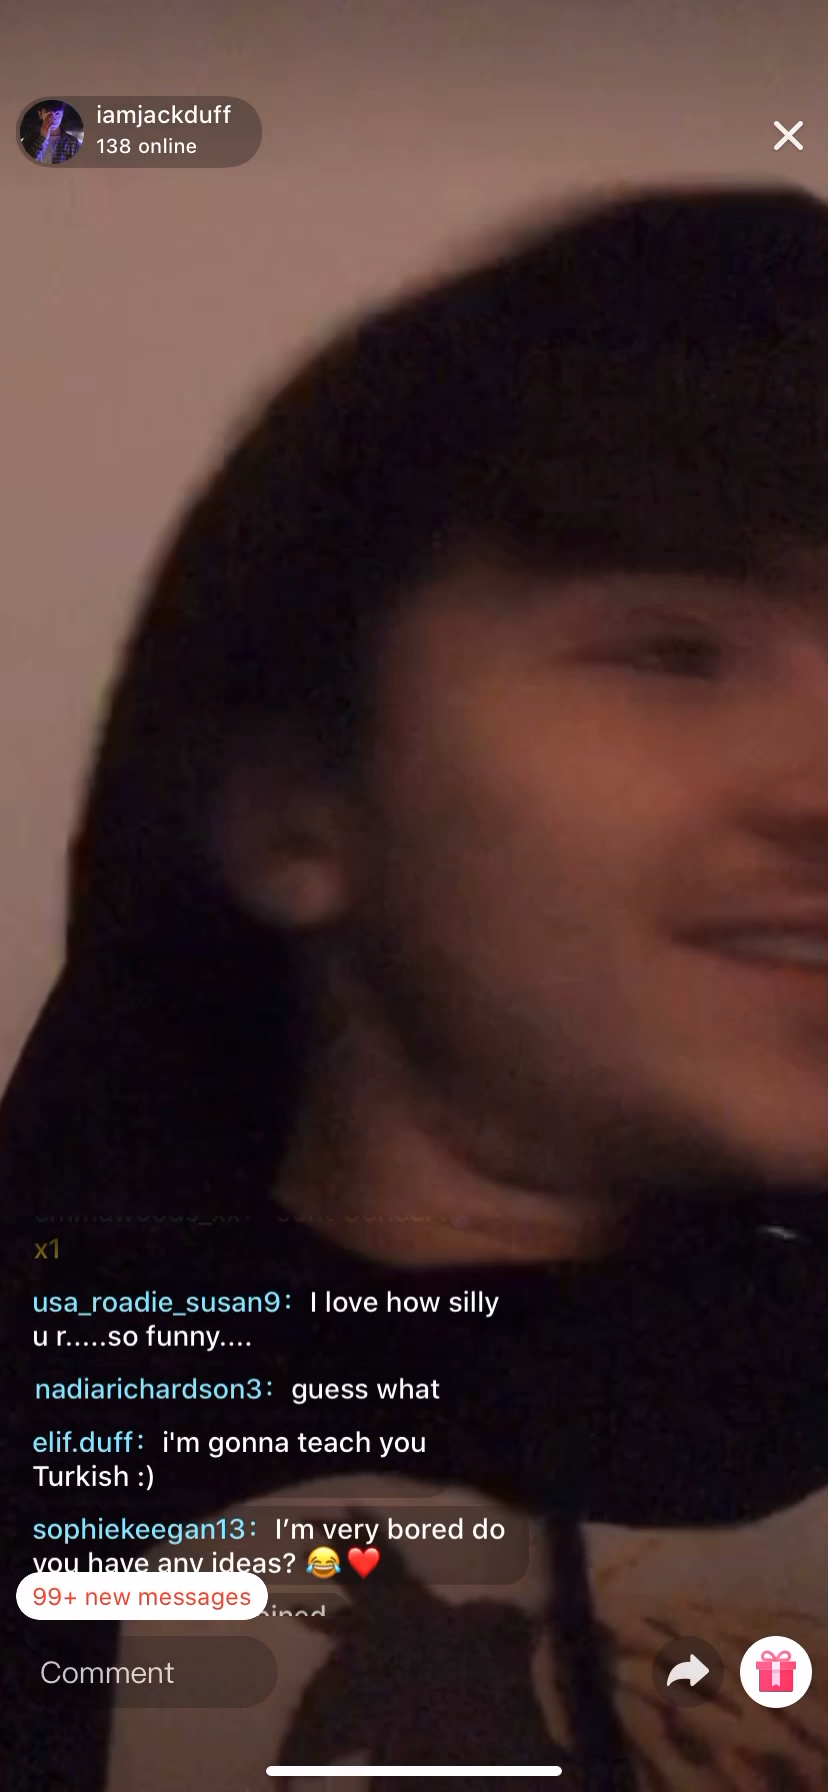 iamjackduff
138 online
x1
usa_roadie_susan9: I love how silly
u r.....so funny....
nadiarichardson3: guess what
elif.duff: i'm gonna teach you
Turkish :)
sophiekeegan13: I’m very bored do
you have any ideas? 😂❤️
99+ new messages
Comment